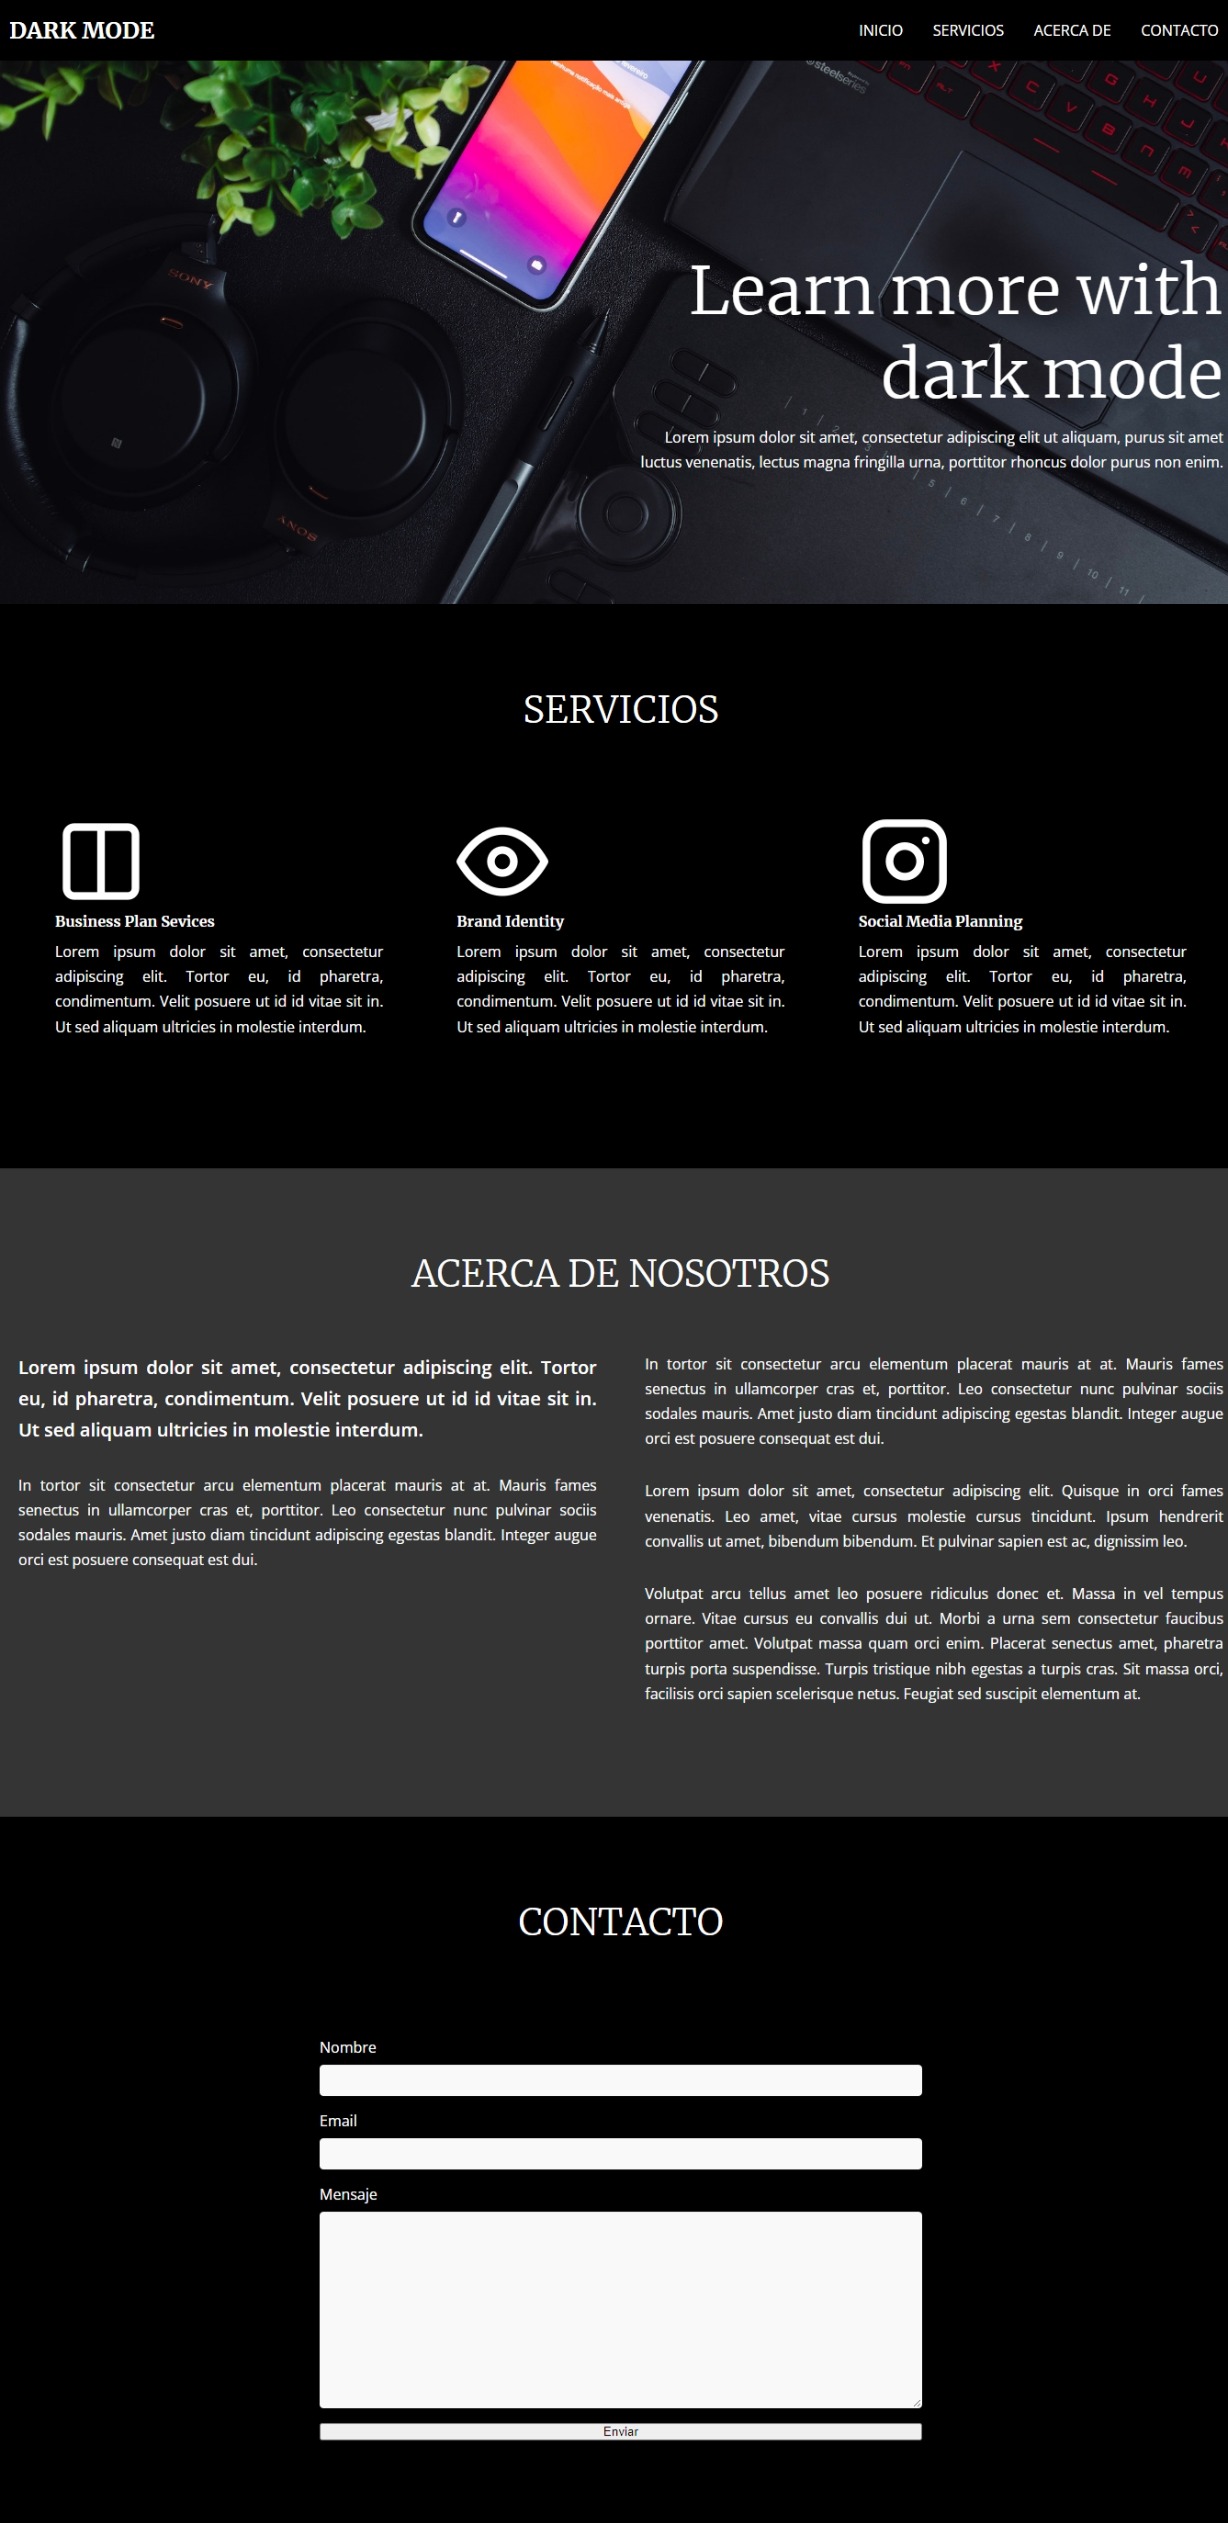 DARK MODE
INICIO SERVICIOS ACERCA DE CONTACTO
nenhuma notificação mais antiga
steelseries
ALT X C V B G H N J M U
SONY
Learn more with
dark mode
Lorem ipsum dolor sit amet, consectetur adipiscing elit ut aliquam, purus sit amet
luctus venenatis, lectus magna fringilla urna, porttitor rhoncus dolor purus non enim.
1 2 5 6 7 8 9 10 11
SONY
SERVICIOS
Business Plan Sevices
Lorem ipsum dolor sit amet, consectetur
adipiscing elit. Tortor eu, id pharetra,
condimentum. Velit posuere ut id id vitae sit in.
Ut sed aliquam ultricies in molestie interdum.
Brand Identity
Lorem ipsum dolor sit amet, consectetur
adipiscing elit. Tortor eu, id pharetra,
condimentum. Velit posuere ut id id vitae sit in.
Ut sed aliquam ultricies in molestie interdum.
Social Media Planning
Lorem ipsum dolor sit amet, consectetur
adipiscing elit. Tortor eu, id pharetra,
condimentum. Velit posuere ut id id vitae sit in.
Ut sed aliquam ultricies in molestie interdum.
ACERCA DE NOSOTROS
Lorem ipsum dolor sit amet, consectetur adipiscing elit. Tortor
eu, id pharetra, condimentum. Velit posuere ut id id vitae sit in.
Ut sed aliquam ultricies in molestie interdum.
In tortor sit consectetur arcu elementum placerat mauris at at. Mauris fames
senectus in ullamcorper cras et, porttitor. Leo consectetur nunc pulvinar sociis
sodales mauris. Amet justo diam tincidunt adipiscing egestas blandit. Integer augue
orci est posuere consequat est dui.
In tortor sit consectetur arcu elementum placerat mauris at at. Mauris fames
senectus in ullamcorper cras et, porttitor. Leo consectetur nunc pulvinar sociis
sodales mauris. Amet justo diam tincidunt adipiscing egestas blandit. Integer augue
orci est posuere consequat est dui.
Lorem ipsum dolor sit amet, consectetur adipiscing elit. Quisque in orci fames
venenatis. Leo amet, vitae cursus molestie cursus tincidunt. Ipsum hendrerit
convallis ut amet, bibendum bibendum. Et pulvinar sapien est ac, dignissim leo.
Volutpat arcu tellus amet leo posuere ridiculus donec et. Massa in vel tempus
ornare. Vitae cursus eu convallis dui ut. Morbi a urna sem consectetur faucibus
porttitor amet. Volutpat massa quam orci enim. Placerat senectus amet, pharetra
turpis porta suspendisse. Turpis tristique nibh egestas a turpis cras. Sit massa orci,
facilisis orci sapien scelerisque netus. Feugiat sed suscipit elementum at.
CONTACTO
Nombre
Email
Mensaje
Enviar